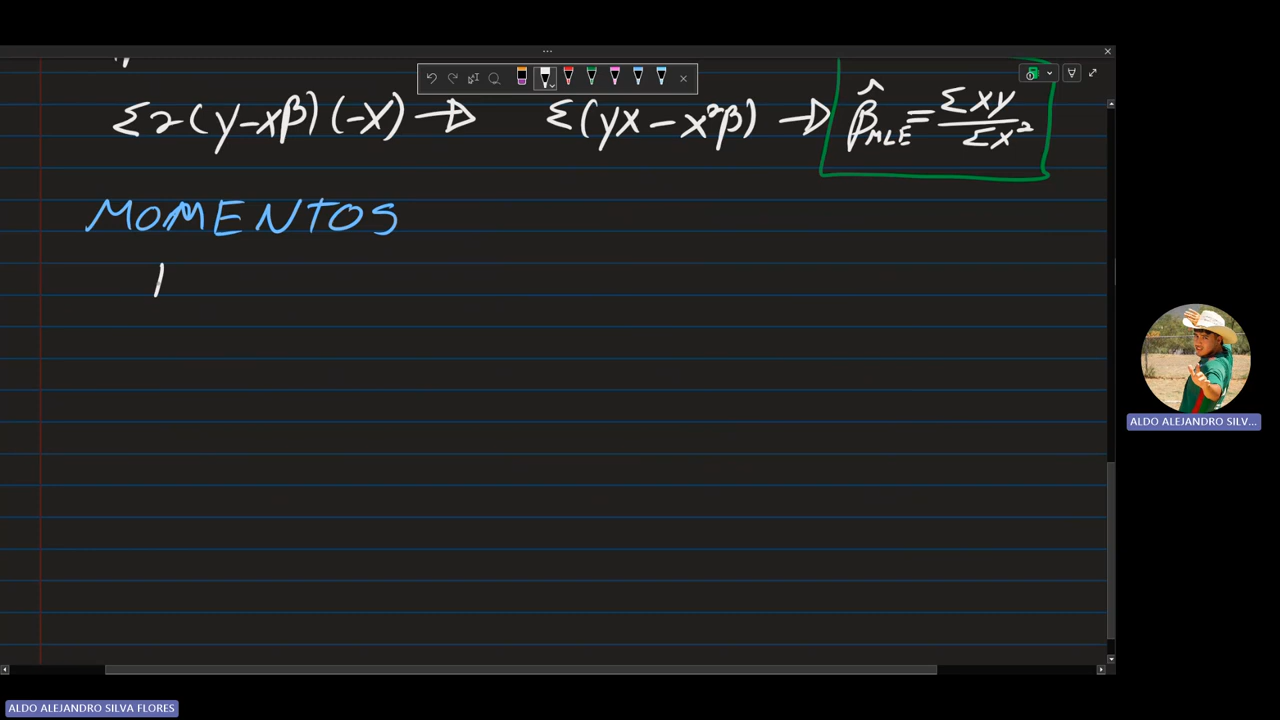 Σ2(y-xβ)(-x) → Σ(yx - x²β) → β̂MLE = Σxy / Σx²
MOMENTOS
ALDO ALEJANDRO SILV...
ALDO ALEJANDRO SILVA FLORES